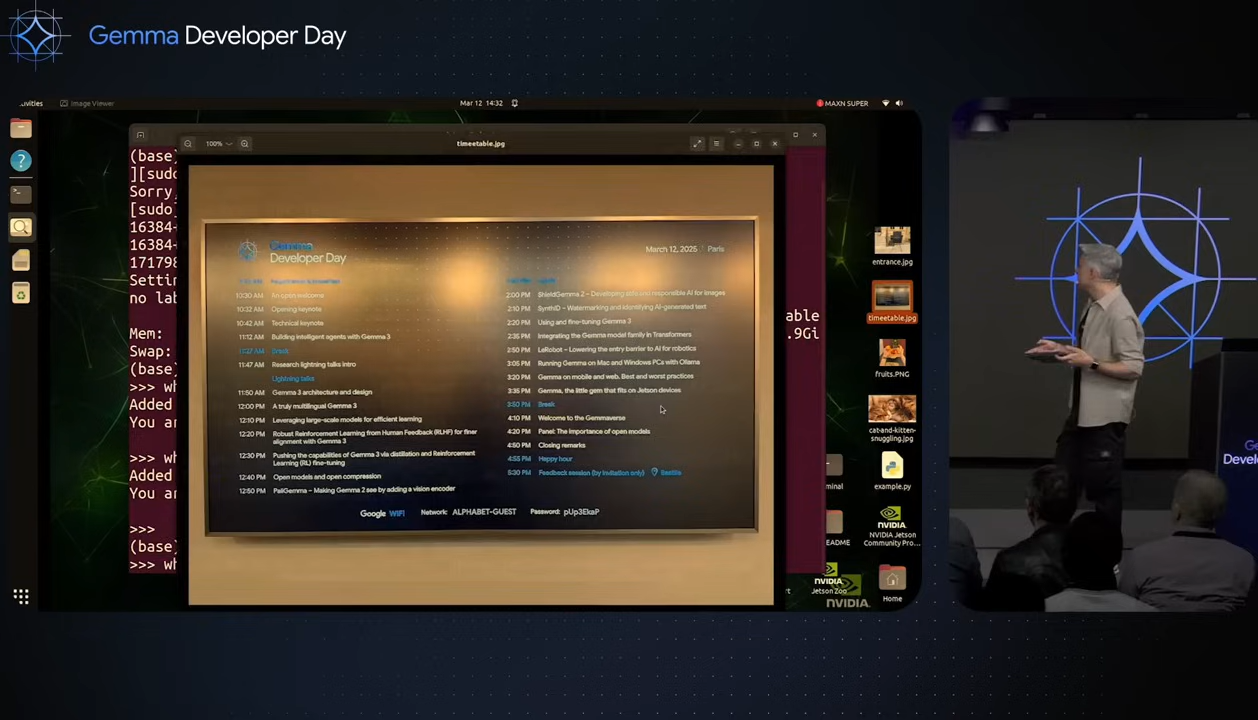 Gemma Developer Day
Activities
Image Viewer
Mar 12 14:32
MAXN SUPER
100%
timeetable.jpg
(base)
][sudo
Sorry
[sudo]
16384+
16384+
171798
Settin
no lab
Mem:
Swap:
(base)
>>> wh
Added
You ar
>>> wh
Added
You ar
>>>
(base)
>>> wh
able
.9Gi
Gemma
Developer Day
March 12, 2025 Paris
10:30 AM An open welcome
10:32 AM Opening keynote
10:42 AM Technical keynote
11:12 AM Building intelligent agents with Gemma 3
11:37 AM Break
11:47 AM Research lightning talks intro
Lightning talks
11:50 AM Gemma 3 architecture and design
12:00 PM A truly multilingual Gemma 3
12:10 PM Leveraging large-scale models for efficient learning
12:20 PM Robust Reinforcement Learning from Human Feedback (RLHF) for finer
alignment with Gemma 3
12:30 PM Pushing the capabilities of Gemma 3 via distillation and Reinforcement
Learning (RL) fine-tuning
12:40 PM Open models and open compression
12:50 PM PaliGemma – Making Gemma 2 see by adding a vision encoder
2:00 PM ShieldGemma 2 – Developing safe and responsible AI for images
2:10 PM SynthID – Watermarking and identifying AI-generated text
2:20 PM Using and fine-tuning Gemma 3
2:35 PM Integrating the Gemma model family in Transformers
2:50 PM LeRobot – Lowering the entry barrier to AI for robotics
3:05 PM Running Gemma on Mac and Windows PCs with Ollama
3:20 PM Gemma on mobile and web. Best and worst practices
3:35 PM Gemma, the little gem that fits on Jetson devices
3:50 PM Break
4:10 PM Welcome to the Gemmaverse
4:20 PM Panel: The importance of open models
4:50 PM Closing remarks
4:55 PM Happy hour
5:30 PM Feedback session (by invitation only)
Google WiFi Network: ALPHABET-GUEST Password: pUp3EkaP
entrance.jpg
timeetable.jpg
fruits.PNG
cat-and-kitten-
snuggling.jpg
example.py
minal
README
NVIDIA Jetson
Community Pro...
NVIDIA
Jetson Zoo
NVIDIA.
Home